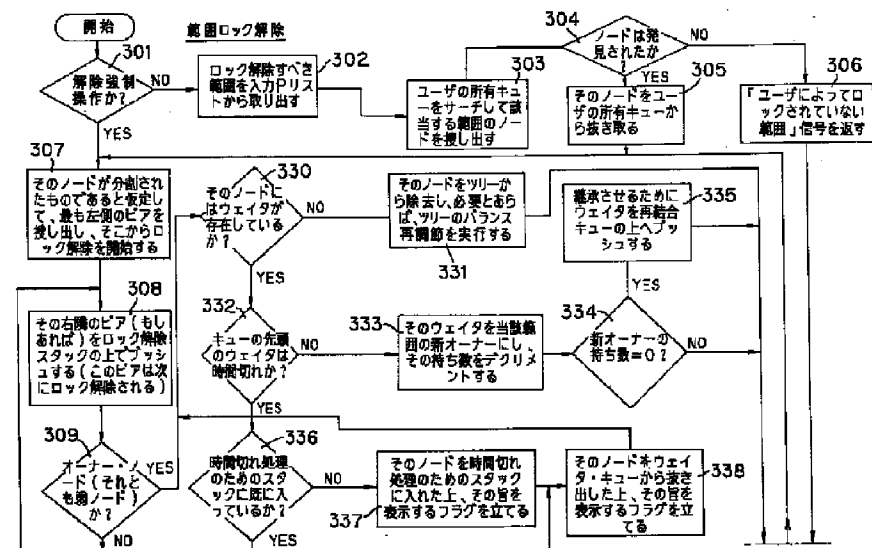 開始
範囲ロック解除
301
解除強制
操作か?
NO
YES
302
ロック解除すべき
範囲を入力Pリス
トから取り出す
303
ユーザの所有キュ
ーをサーチして該
当する範囲のノー
ドを捜し出す
304
ノードは発
見されたか?
NO
YES
305
そのノードをユー
ザの所有キューか
ら抜き取る
306
「ユーザによってロ
ックされていない
範囲」信号を返す
307
そのノードが分割され
たものであると仮定し
て、最も左側のピアを
捜し出し、そこからロ
ック解除を開始する
330
そのノードに
はウェイタが
存在している
か?
NO
YES
そのノードをツリーか
ら除去し、必要とあら
ば、ツリーのバランス
再調節を実行する
331
継承させるために
ウェイタを再結合
キューの上へプッ
シュする
335
308
その右隣のピア(もし
あれば)をロック解除
スタックの上でプッシ
ュする(このピアは次
にロック解除される)
332
キューの先頭
のウェイタは
時間切れか?
NO
YES
333
そのウェイタを当該範
囲の新オーナーにし、
その持ち数をデクリメ
ントする
334
新オーナーの
持ち数=0?
YES
NO
309
オーナー・ノ
ード(それと
も親ノード)
か?
YES
NO
336
時間切れ処理
のためのスタ
ックに既に入
っているか?
NO
YES
そのノードを時間切れ
処理のためのスタック
に入れた上、その旨を
表示するフラグを立てる
337
そのノードをウェイ
タ・キューから抜き
出した上、その旨を
表示するフラグを立
てる
338